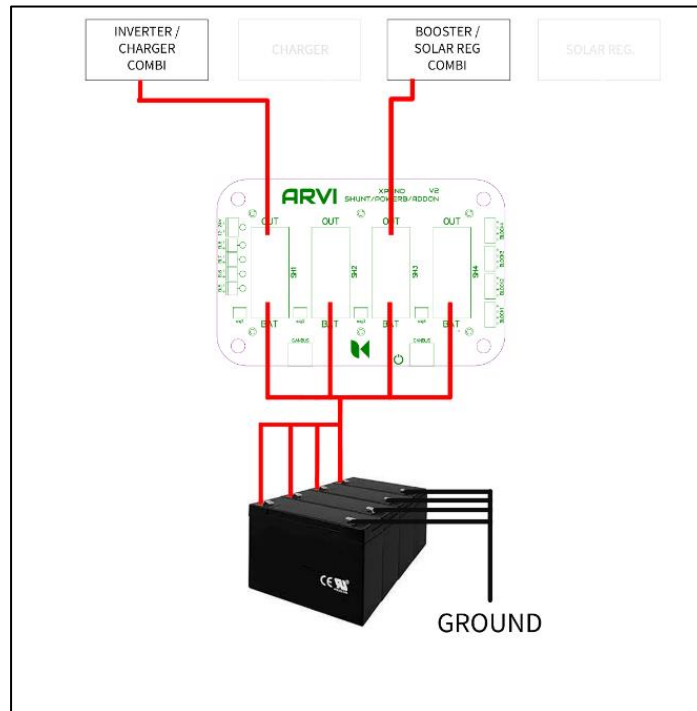 INVERTER /
CHARGER
COMBI
CHARGER
BOOSTER /
SOLAR REG
COMBI
SOLAR REG.
ARVI
XPAND V2
SHUNT/POWERB/ADDON
OUT
OUT
OUT
OUT
SH1
SH2
SH3
SH4
BAT
BAT
BAT
BAT
CANBUS
CANBUS
CE
GROUND